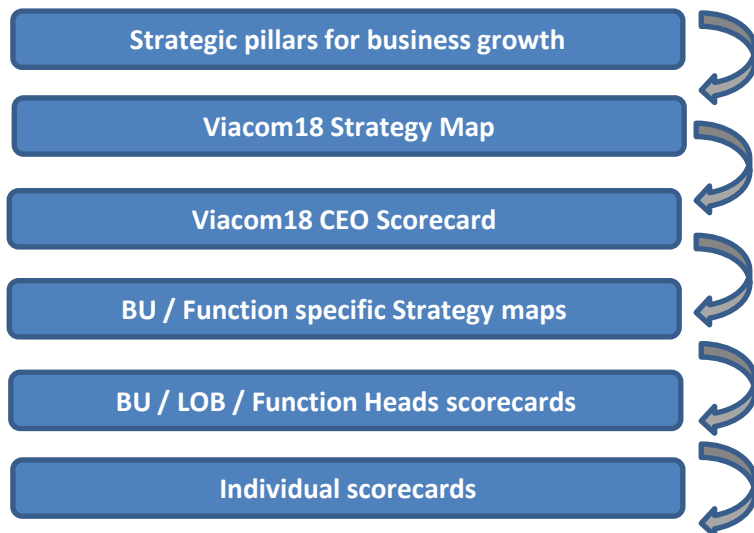 Strategic pillars for business growth
Viacom18 Strategy Map
Viacom18 CEO Scorecard
BU / Function specific Strategy maps
BU / LOB / Function Heads scorecards
Individual scorecards